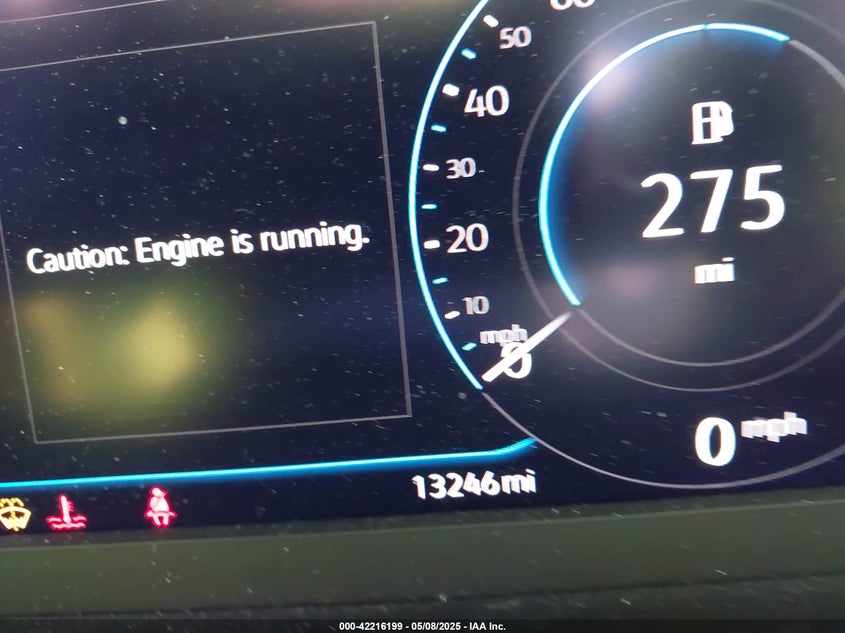 60
50
40
30
20
10
mph
0
Caution: Engine is running.
275
mi
0 mph
13246 mi
000-42216199 - 05/08/2025 - IAA Inc.